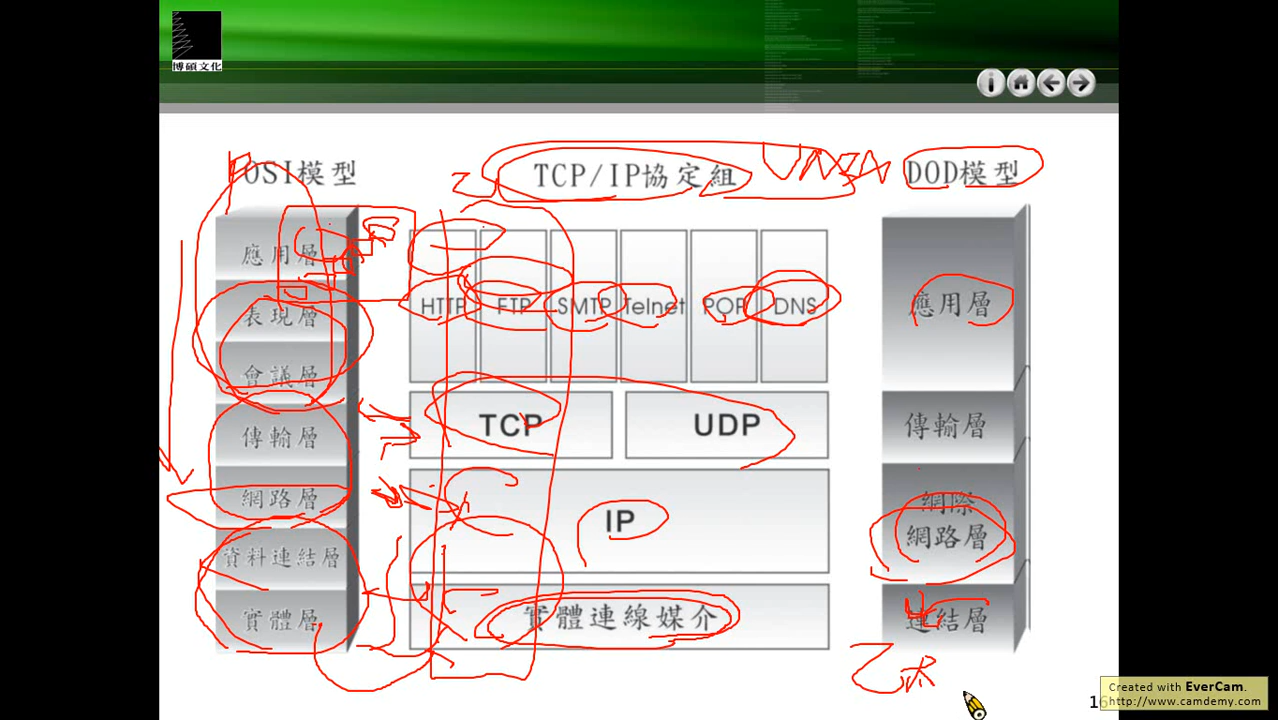 博碩文化
OSI模型
TCP/IP協定組
DOD模型
應用層
表現層
會議層
傳輸層
網路層
資料連結層
實體層
HTTP
FTP
SMTP
Telnet
POP
DNS
TCP
UDP
IP
實體連線媒介
應用層
傳輸層
網際
網路層
連結層
Created with EverCam.
http://www.camdemy.com